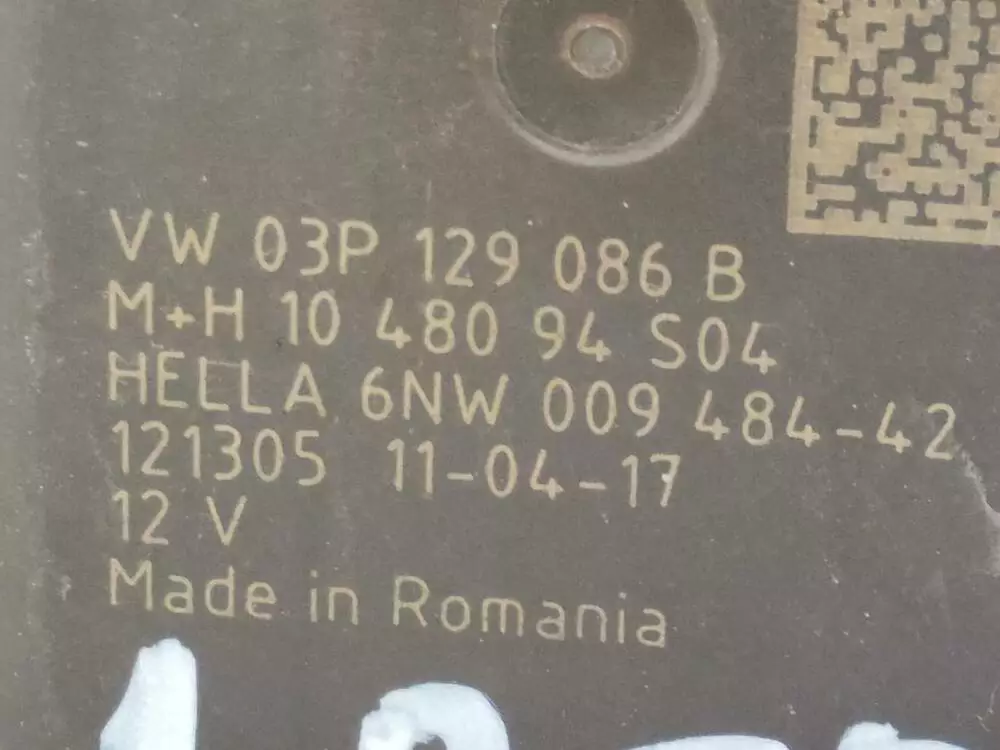 VW 03P 129 086 B
M+H 10 480 94 S04
HELLA 6NW 009 484-42
121305 11-04-17
12 V
Made in Romania